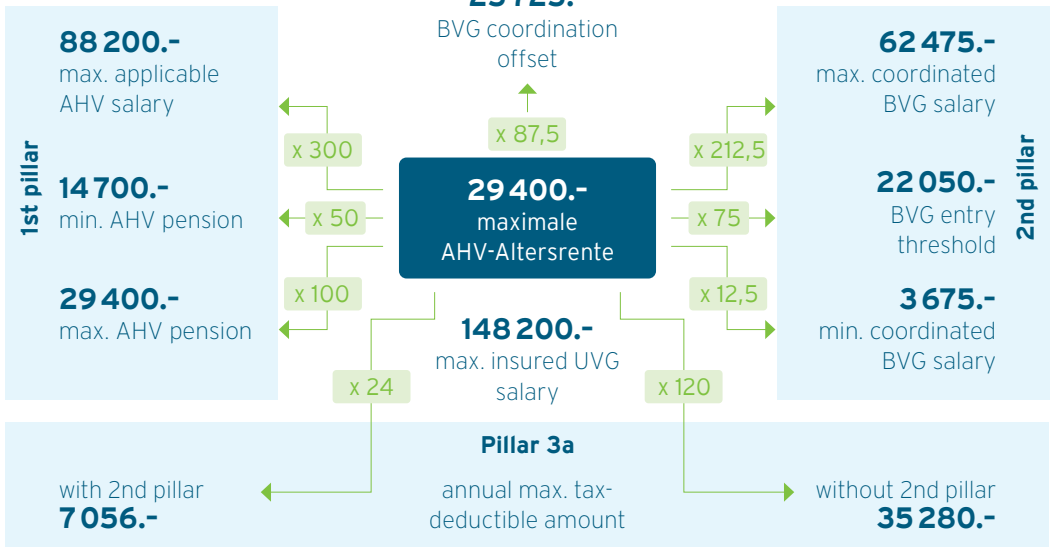 BVG coordination
offset
88 200.-
max. applicable
AHV salary
62 475.-
max. coordinated
BVG salary
x 87,5
x 300
x 212,5
1st pillar
14 700.-
min. AHV pension
x 50
29 400.-
maximale
AHV-Altersrente
x 75
22 050.-
BVG entry
threshold
2nd pillar
29 400.-
max. AHV pension
x 100
x 12,5
3 675.-
min. coordinated
BVG salary
148 200.-
max. insured UVG
salary
x 24
x 120
Pillar 3a
with 2nd pillar
7 056.-
annual max. tax-
deductible amount
without 2nd pillar
35 280.-